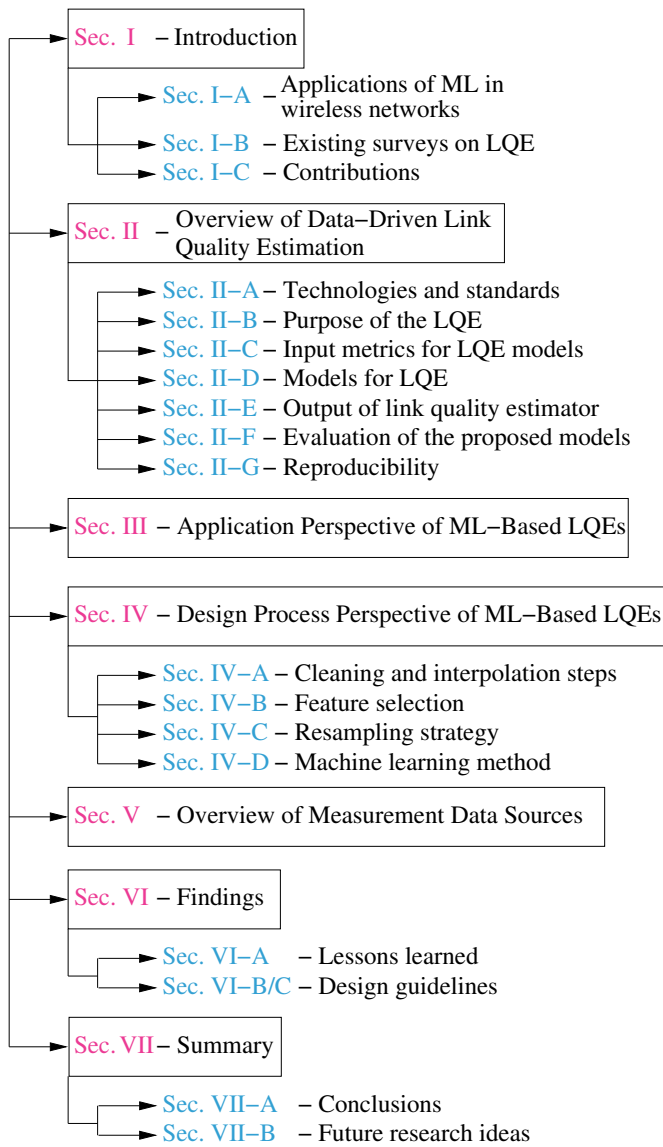 Sec. I – Introduction
Sec. I–A – Applications of ML in
wireless networks
Sec. I–B – Existing surveys on LQE
Sec. I–C – Contributions
Sec. II – Overview of Data–Driven Link
Quality Estimation
Sec. II–A – Technologies and standards
Sec. II–B – Purpose of the LQE
Sec. II–C – Input metrics for LQE models
Sec. II–D – Models for LQE
Sec. II–E – Output of link quality estimator
Sec. II–F – Evaluation of the proposed models
Sec. II–G – Reproducibility
Sec. III – Application Perspective of ML–Based LQEs
Sec. IV – Design Process Perspective of ML–Based LQEs
Sec. IV–A – Cleaning and interpolation steps
Sec. IV–B – Feature selection
Sec. IV–C – Resampling strategy
Sec. IV–D – Machine learning method
Sec. V – Overview of Measurement Data Sources
Sec. VI – Findings
Sec. VI–A – Lessons learned
Sec. VI–B/C – Design guidelines
Sec. VII – Summary
Sec. VII–A – Conclusions
Sec. VII–B – Future research ideas